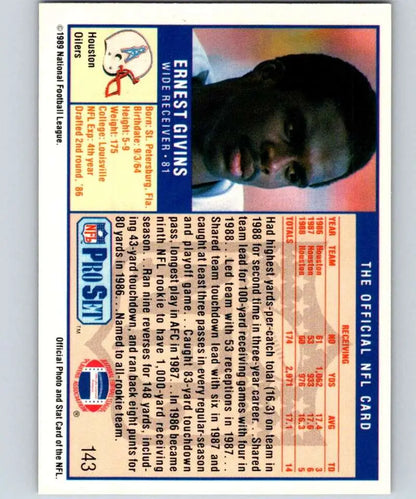 THE OFFICIAL NFL CARD
ERNEST GIVINS
WIDE RECEIVER • 81
Born: St. Petersburg, Fla.
Birthdate: 9/3/64
Height: 5-9
Weight: 175
College: Louisville
NFL Exp: 4th year
Drafted 2nd round, '86
Houston
Oilers
©1989 National Football League.
RECEIVING
YEAR TEAM NO YD AVG TD
1986 Houston 61 1,062 17.4 3
1987 Houston 53 933 17.6 6
1988 Houston 60 976 16.3 5
TOTALS 174 2,971 17.1 14
Had highest yards-per-catch total (16.3) on team in
1988 for second time in three-year career. . .Shared
team lead for 100-yard receiving games with four in
1988. . .Led team with 53 receptions in 1987. . .
Shared team touchdown lead with six in 1987 and
caught at least three passes in every regular-season
and playoff game. . .Caught 83-yard touchdown
pass, longest play in AFC in 1987. . .In 1986 became
ninth NFL rookie to have 1,000-yard receiving
season. . .Ran nine reverses for 148 yards, includ-
ing 43-yard touchdown, and ran back eight punts for
80 yards in 1986. . .Named to all-rookie team.
NFL
PRO SET
™
143
Official Photo and Stat Card of the NFL.